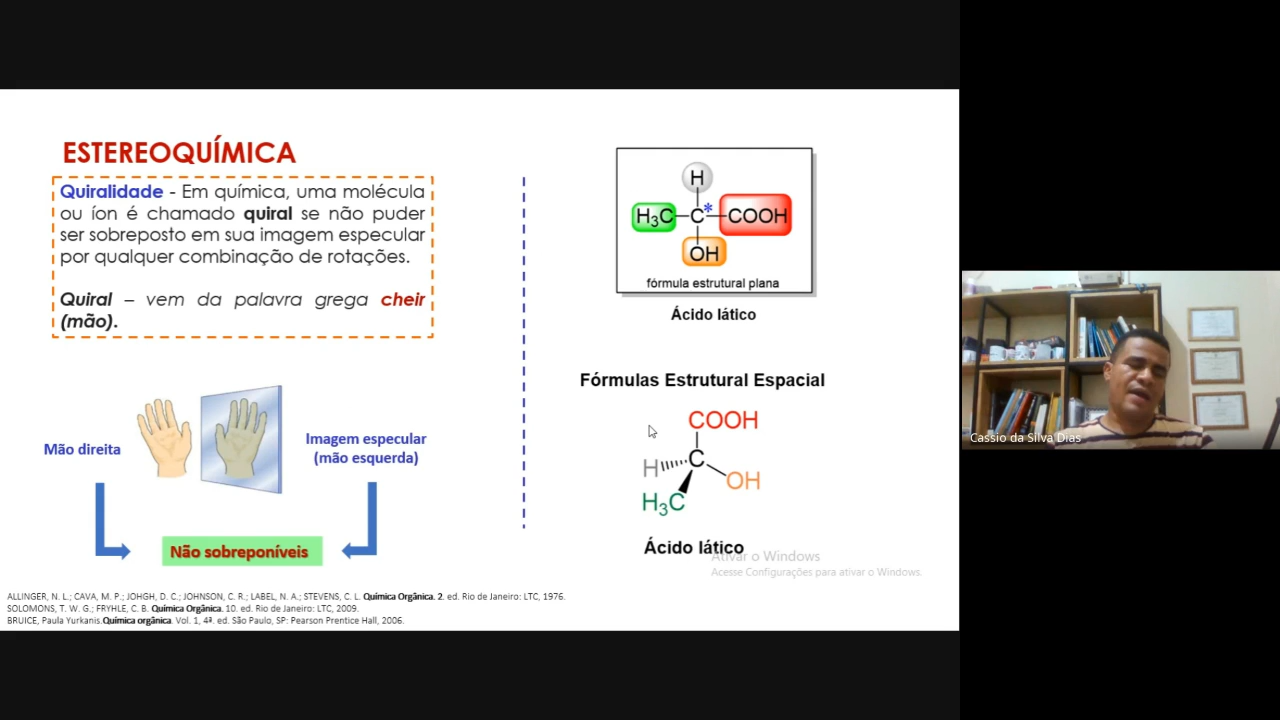 ESTEREOQUÍMICA
Quiralidade - Em química, uma molécula
ou íon é chamado quiral se não puder
ser sobreposto em sua imagem especular
por qualquer combinação de rotações.
Quiral – vem da palavra grega cheir
(mão).
Mão direita
Imagem especular
(mão esquerda)
Não sobreponíveis
H
H₃C C* COOH
OH
fórmula estrutural plana
Ácido lático
Fórmulas Estrutural Espacial
COOH
H C
OH
H₃C
Ácido lático
Ativar o Windows
Acesse Configurações para ativar o Windows.
ALLINGER, N. L.; CAVA, M. P.; JOHGH, D. C.; JOHNSON, C. R.; LABEL, N. A.; STEVENS, C. L. Química Orgânica. 2. ed. Rio de Janeiro: LTC, 1976.
SOLOMONS, T. W. G.; FRYHLE, C. B. Química Orgânica. 10. ed. Rio de Janeiro: LTC, 2009.
BRUICE, Paula Yurkanis.Química orgânica. Vol. 1, 4ª. ed. São Paulo, SP: Pearson Prentice Hall, 2006.
Cassio da Silva Dias